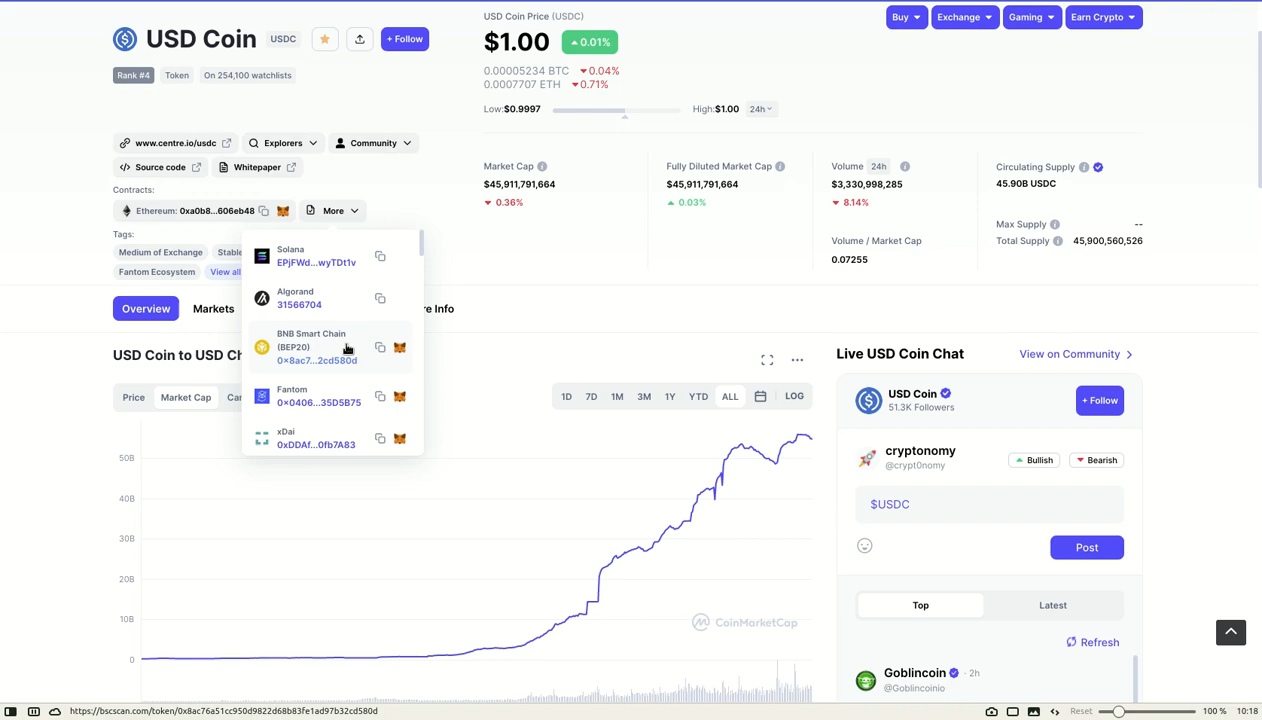 USD Coin USDC + Follow
Rank #4 Token On 254,100 watchlists
USD Coin Price (USDC)
$1.00 0.01%
0.00005234 BTC 0.04%
0.0007707 ETH 0.71%
Low:$0.9997 High:$1.00 24h
Buy Exchange Gaming Earn Crypto
www.centre.io/usdc Explorers Community
Source code Whitepaper
Contracts:
Ethereum: 0xa0b8...606eb48 More
Tags:
Medium of Exchange Stable
Fantom Ecosystem View all
Solana
EPjFWd...wyTDt1v
Algorand
31566704
BNB Smart Chain
(BEP20)
0x8ac7...2cd580d
Fantom
0x0406...35D5B75
xDai
0xDDAf...0fb7A83
Market Cap
$45,911,791,664
0.36%
Fully Diluted Market Cap
$45,911,791,664
0.03%
Volume 24h
$3,330,998,285
8.14%
Volume / Market Cap
0.07255
Circulating Supply
45.90B USDC
Max Supply --
Total Supply 45,900,560,526
Overview Markets re Info
USD Coin to USD Ch
Price Market Cap Can
1D 7D 1M 3M 1Y YTD ALL LOG
50B
40B
30B
20B
10B
0
CoinMarketCap
Live USD Coin Chat View on Community
USD Coin
51.3K Followers
+ Follow
cryptonomy
@crypt0nomy
Bullish Bearish
$USDC
Post
Top Latest
Refresh
Goblincoin · 2h
@Goblincoinio
https://bscscan.com/token/0x8ac76a51cc950d9822d68b83fe1ad97b32cd580d
Reset 100 % 10:18